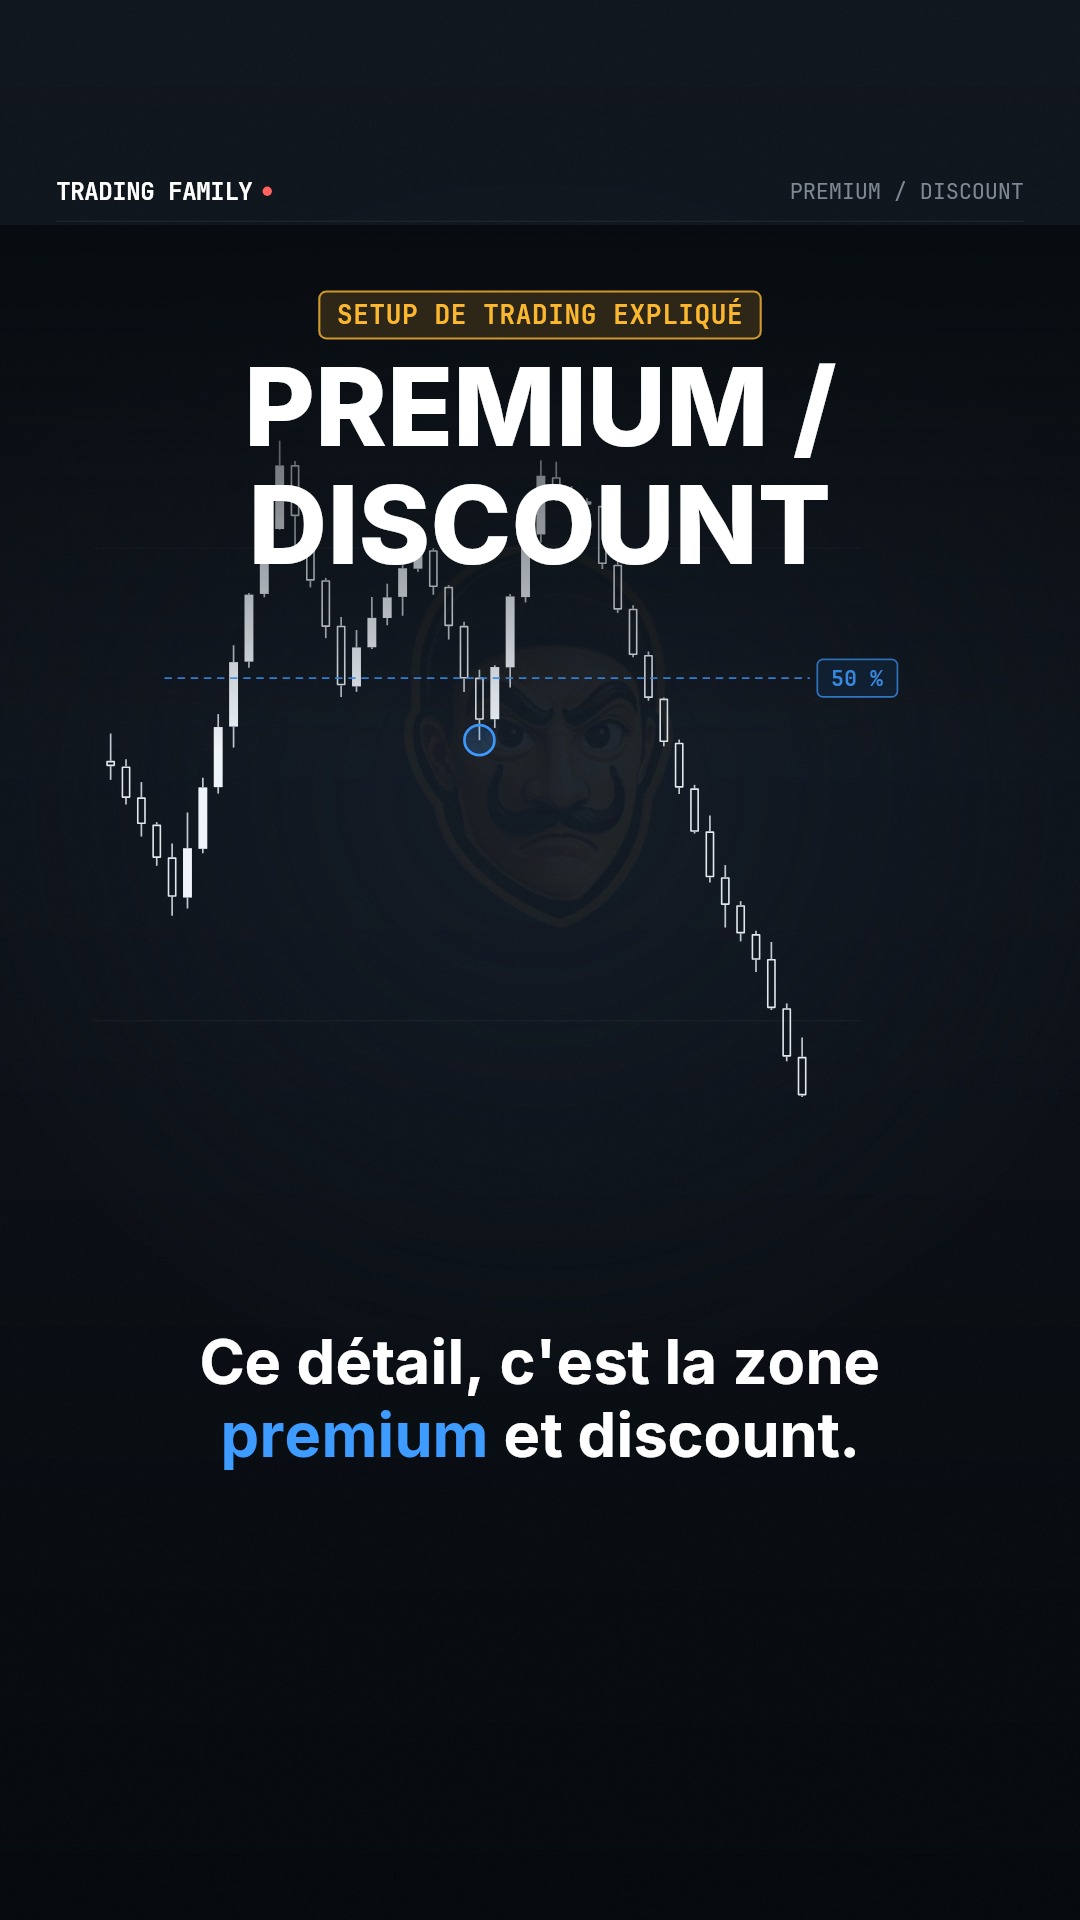 TRADING FAMILY
PREMIUM / DISCOUNT
SETUP DE TRADING EXPLIQUÉ
PREMIUM /
DISCOUNT
50 %
Ce détail, c'est la zone
premium et discount.